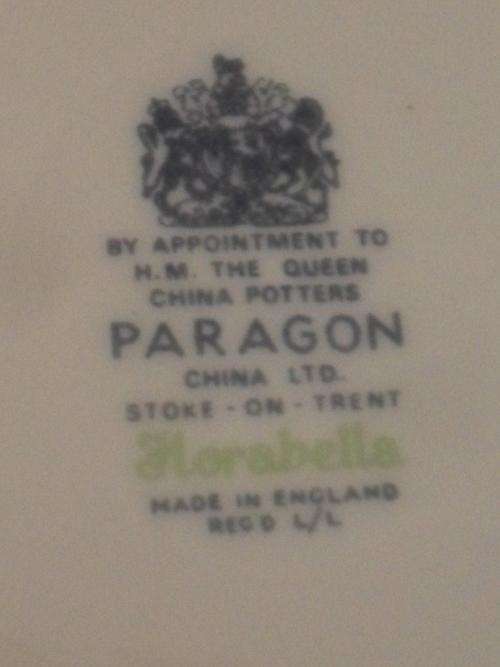 BY APPOINTMENT TO
H.M. THE QUEEN
CHINA POTTERS
PARAGON
CHINA LTD.
STOKE - ON - TRENT
Florabella
MADE IN ENGLAND
REG'D L/L